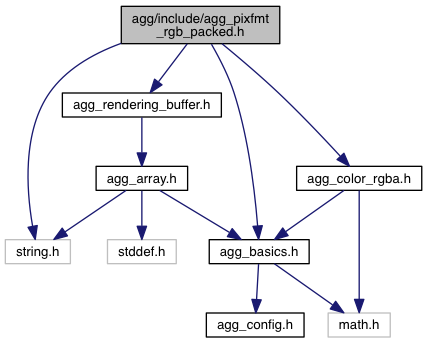 agg/include/agg_pixfmt
_rgb_packed.h
agg_rendering_buffer.h
agg_array.h
agg_color_rgba.h
string.h
stddef.h
agg_basics.h
agg_config.h
math.h